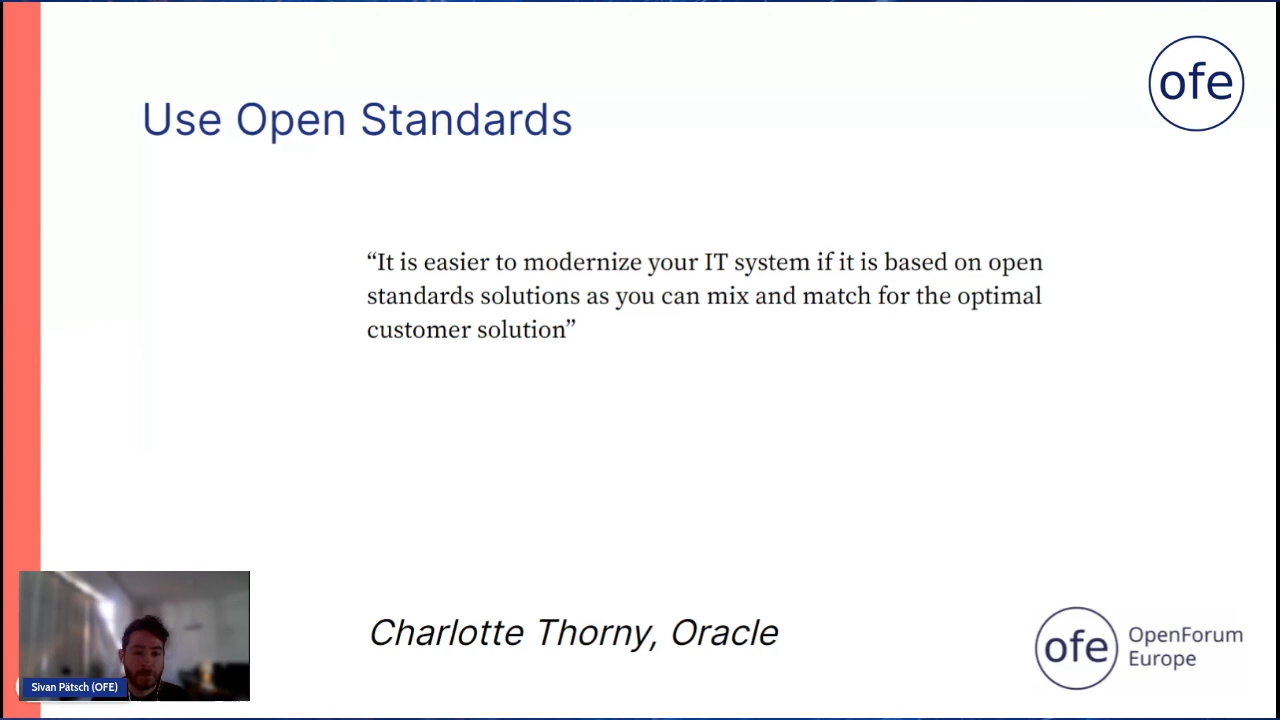 ofe
Use Open Standards
“It is easier to modernize your IT system if it is based on open
standards solutions as you can mix and match for the optimal
customer solution”
Charlotte Thorny, Oracle
ofe
OpenForum
Europe
Sivan Pätsch (OFE)